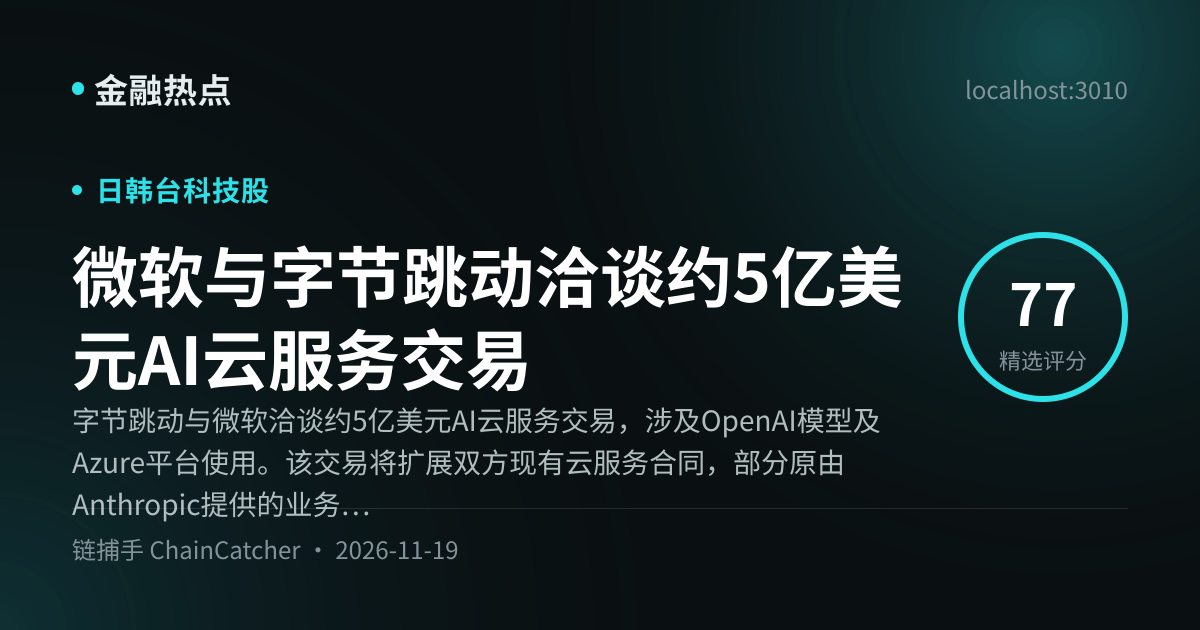 金融热点
localhost:3010
日韩台科技股
微软与字节跳动洽谈约5亿美
元AI云服务交易
77
精选评分
字节跳动与微软洽谈约5亿美元AI云服务交易，涉及OpenAI模型及
Azure平台使用。该交易将扩展双方现有云服务合同，部分原由
Anthropic提供的业务…
链捕手 ChainCatcher · 2026-11-19